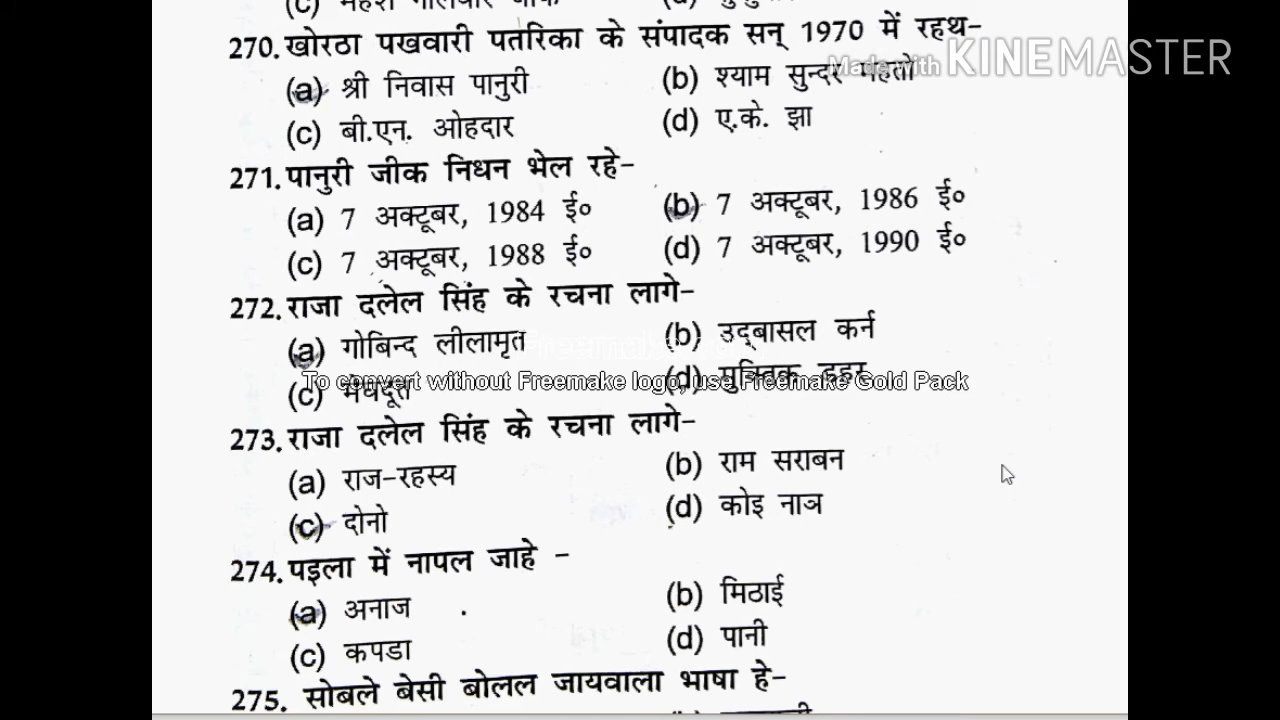 270. खोरठा पखवारी पतरिका के संपादक सन् 1970 में रहथ-
Made with KINEMASTER
(a) श्री निवास पानुरी (b) श्याम सुन्दर महतो
(c) बी.एन. ओहदार (d) ए.के. झा
271. पानुरी जीक निधन भेल रहे-
(a) 7 अक्टूबर, 1984 ई० (b) 7 अक्टूबर, 1986 ई०
(c) 7 अक्टूबर, 1988 ई० (d) 7 अक्टूबर, 1990 ई०
272. राजा दलेल सिंह के रचना लागे-
(a) गोबिन्द लीलामृत (b) उद्बासल कर्न
To convert without Freemake logo, use Freemake Gold Pack
(c) मेघदूत (d) मुक्तिक डहर
273. राजा दलेल सिंह के रचना लागे-
(a) राज-रहस्य (b) राम सराबन
(c) दोनो (d) कोइ नाञ
274. पइला में नापल जाहे -
(a) अनाज (b) मिठाई
(c) कपडा (d) पानी
275. सोबले बेसी बोलल जायवाला भाषा हे-